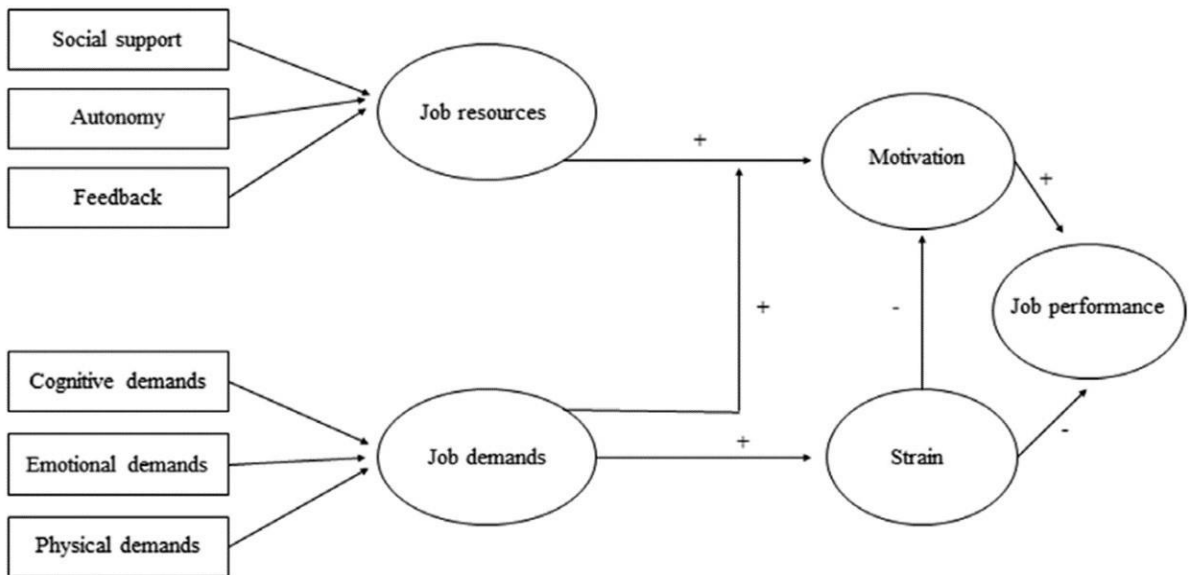 Social support
Autonomy
Feedback
Job resources
+
Motivation
+
Job performance
+
-
Cognitive demands
Emotional demands
Physical demands
Job demands
+
Strain
-